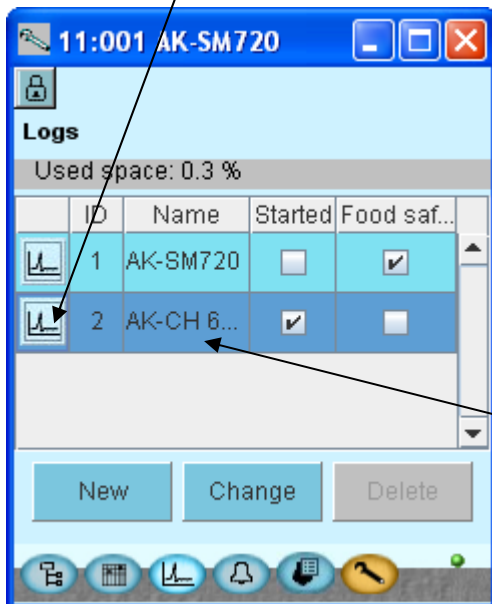 11:001 AK-SM720
Logs
Used space: 0.3 %
ID Name Started Food saf...
1 AK-SM720
2 AK-CH 6...
New Change Delete